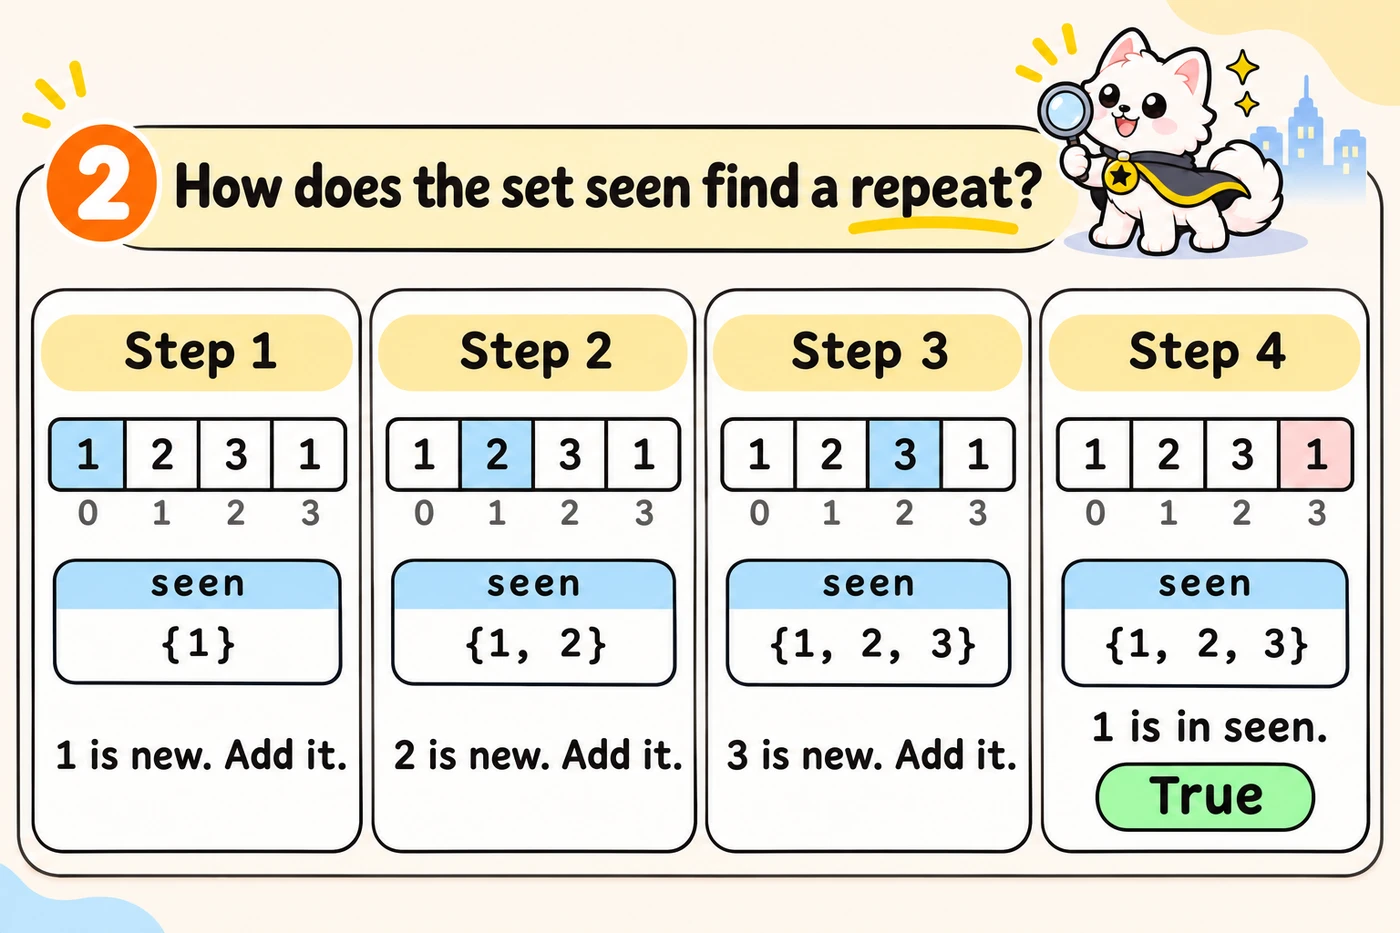 2
How does the set seen find a repeat?
Step 1
1 2 3 1
0 1 2 3
seen
{1}
1 is new. Add it.
Step 2
1 2 3 1
0 1 2 3
seen
{1, 2}
2 is new. Add it.
Step 3
1 2 3 1
0 1 2 3
seen
{1, 2, 3}
3 is new. Add it.
Step 4
1 2 3 1
0 1 2 3
seen
{1, 2, 3}
1 is in seen.
True